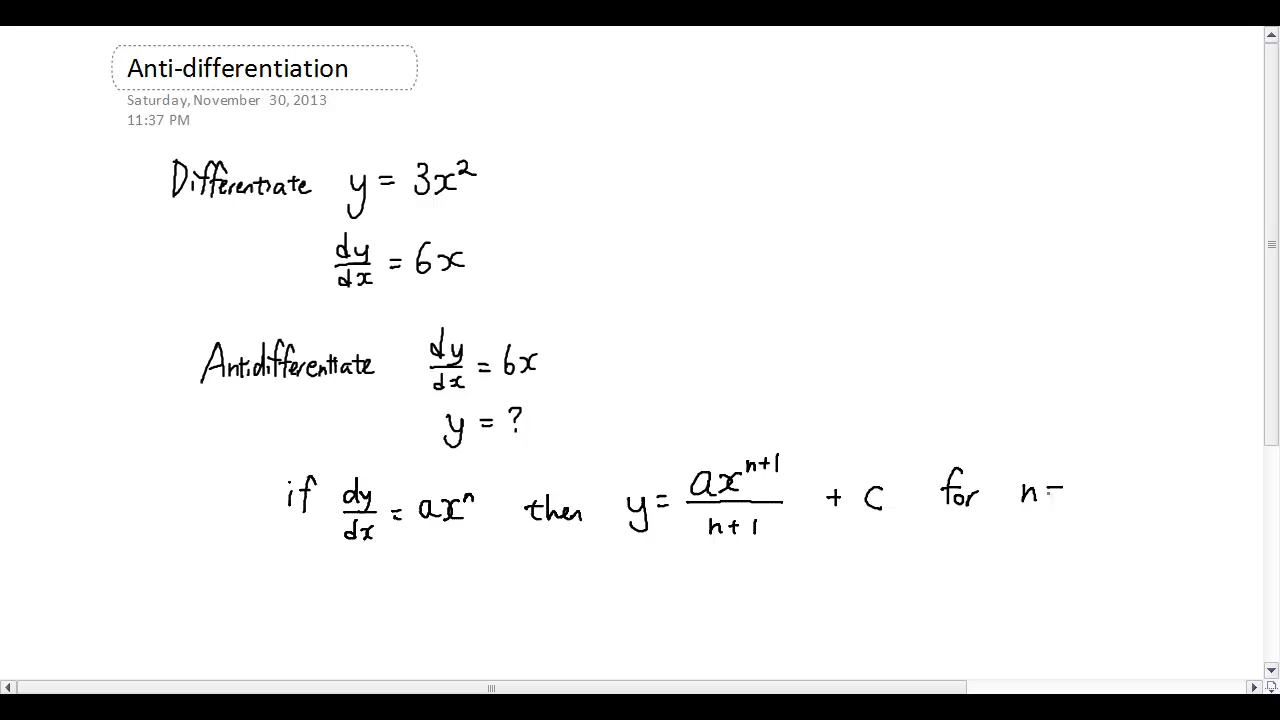 Anti-differentiation
Saturday, November 30, 2013
11:37 PM
Differentiate y = 3x²
dy/dx = 6x
Antidifferentiate dy/dx = 6x
y = ?
if dy/dx = axⁿ then y = axⁿ⁺¹/n+1 + c for n =